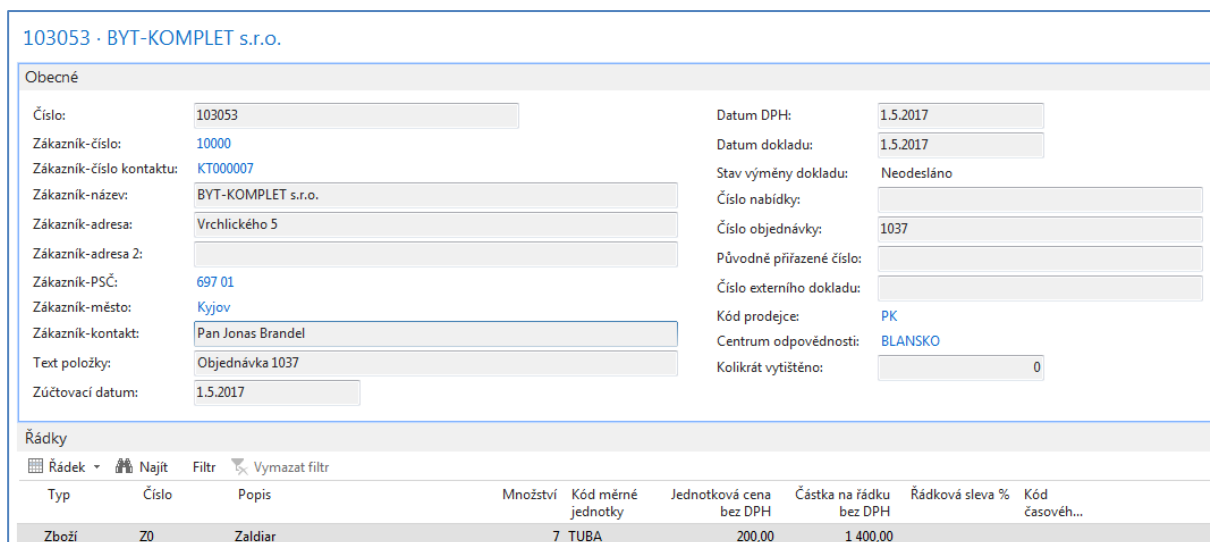 103053 · BYT-KOMPLET s.r.o.
Obecné
Číslo: 103053
Zákazník-číslo: 10000
Zákazník-číslo kontaktu: KT000007
Zákazník-název: BYT-KOMPLET s.r.o.
Zákazník-adresa: Vrchlického 5
Zákazník-adresa 2:
Zákazník-PSČ: 697 01
Zákazník-město: Kyjov
Zákazník-kontakt: Pan Jonas Brandel
Text položky: Objednávka 1037
Zúčtovací datum: 1.5.2017
Datum DPH: 1.5.2017
Datum dokladu: 1.5.2017
Stav výměny dokladu: Neodesláno
Číslo nabídky:
Číslo objednávky: 1037
Původně přiřazené číslo:
Číslo externího dokladu:
Kód prodejce: PK
Centrum odpovědnosti: BLANSKO
Kolikrát vytištěno: 0
Řádky
Řádek Najít Filtr Vymazat filtr
Typ Číslo Popis Množství Kód měrné jednotky Jednotková cena bez DPH Částka na řádku bez DPH Řádková sleva % Kód časovéh...
Zboží Z0 Zaldiar 7 TUBA 200,00 1 400,00